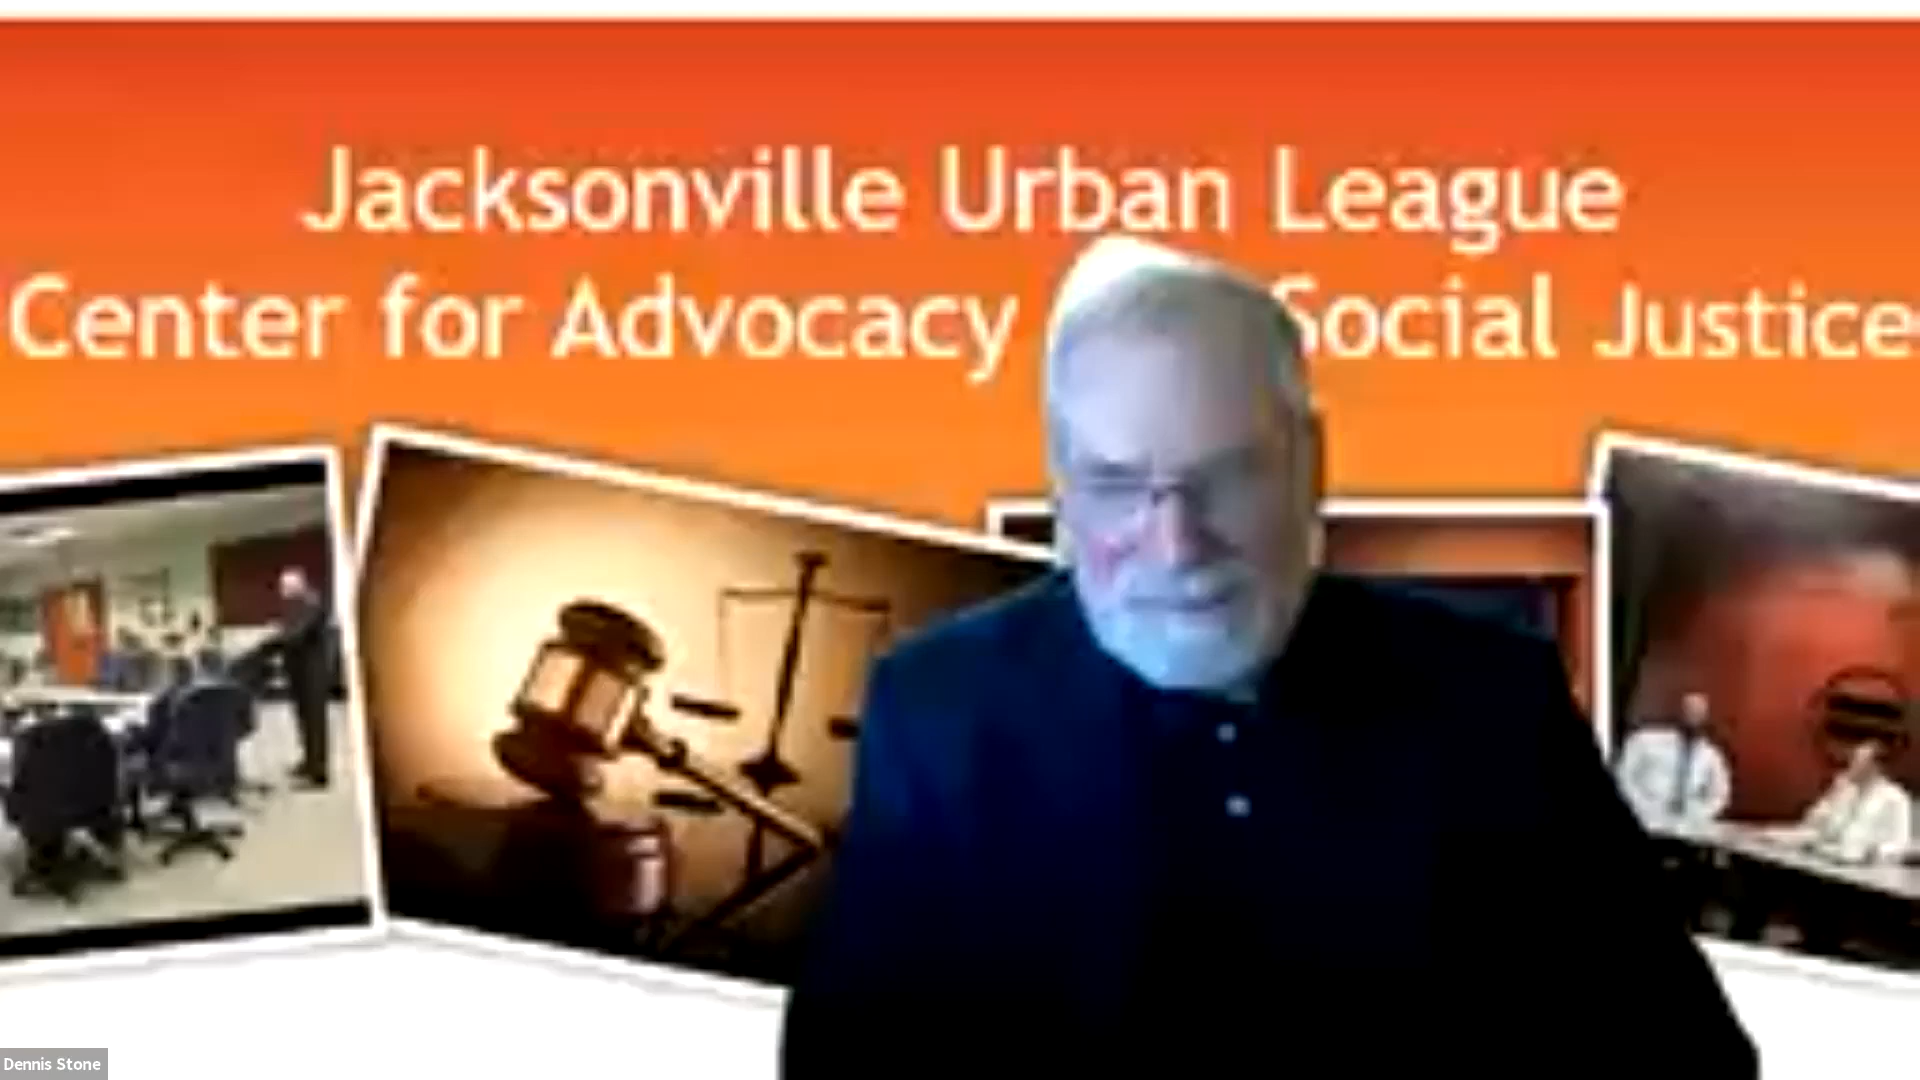 Jacksonville Urban League
Center for Advocacy Social Justice
Dennis Stone